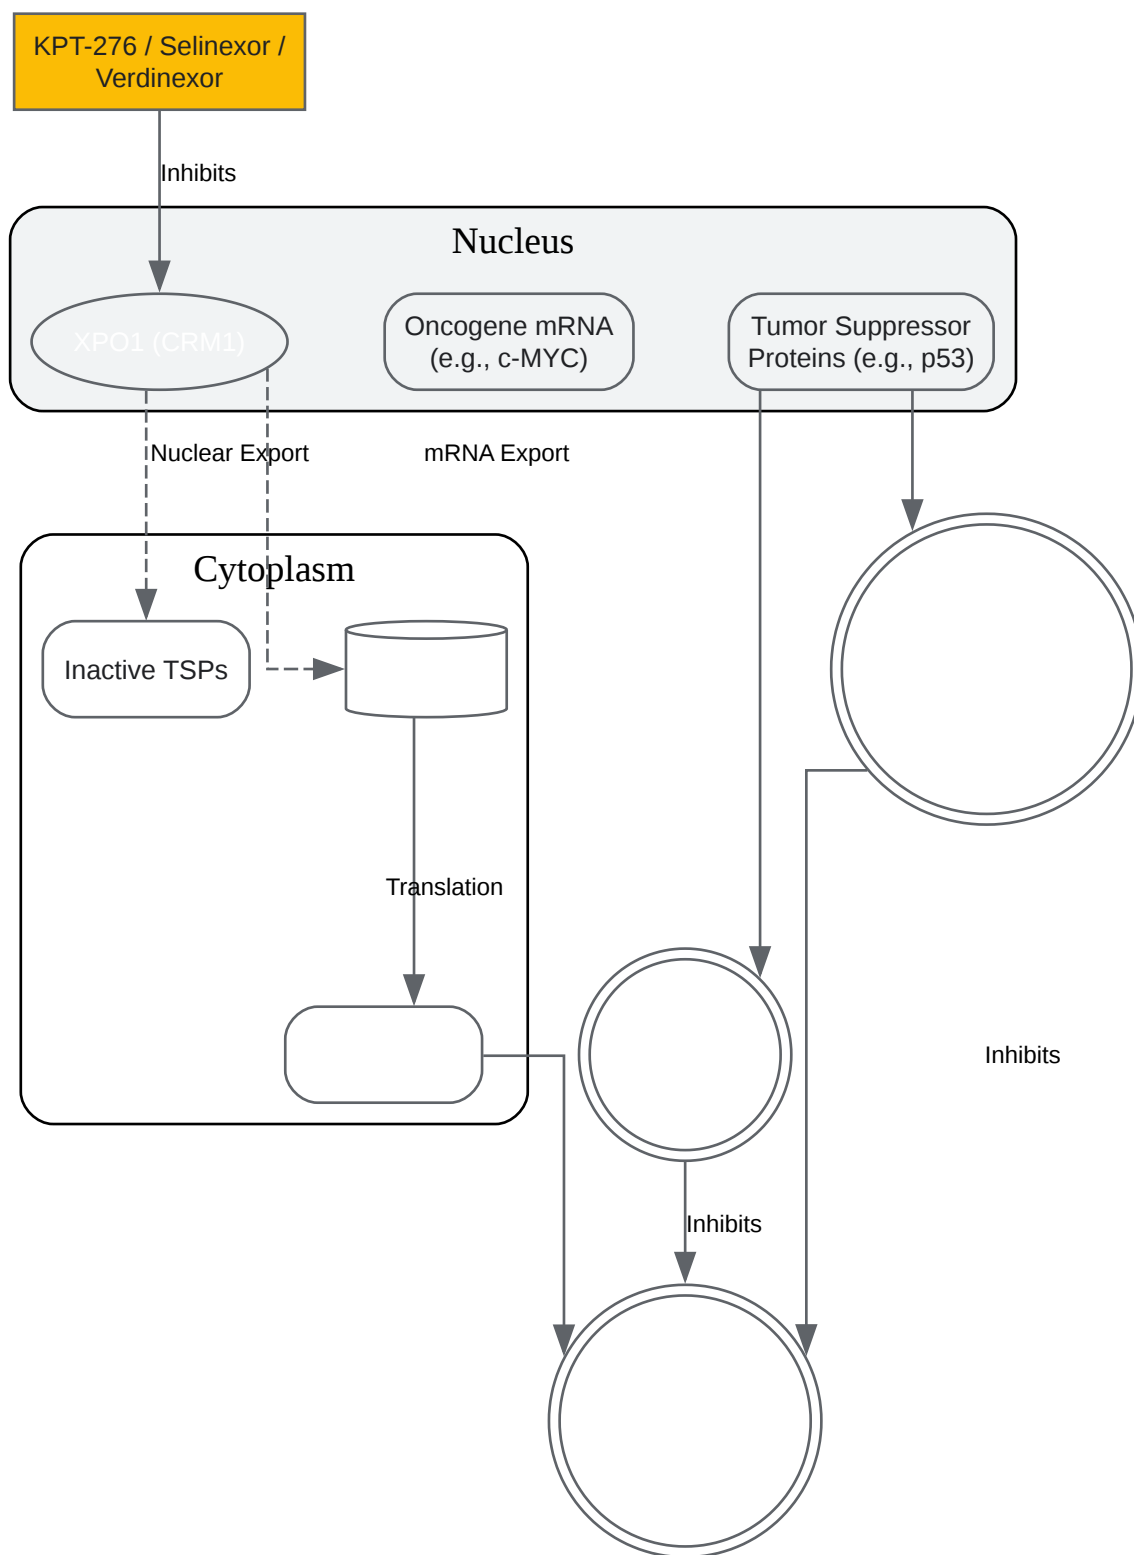 KPT-276 / Selinexor /
Verdinexor
Inhibits
Nucleus
XPO1 (CRM1)
Oncogene mRNA
(e.g., c-MYC)
Tumor Suppressor
Proteins (e.g., p53)
Nuclear Export
mRNA Export
Cytoplasm
Inactive TSPs
Translation
Inhibits
Inhibits